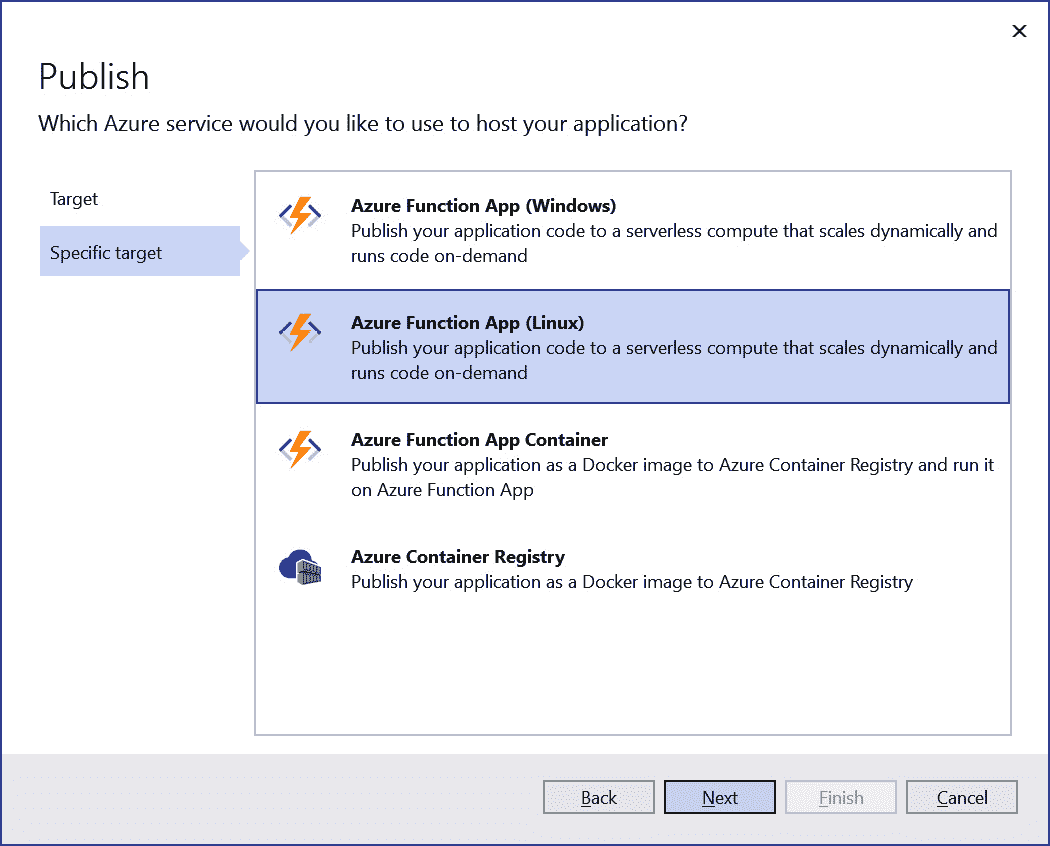 Publish
Which Azure service would you like to use to host your application?
Target
Specific target
Azure Function App (Windows)
Publish your application code to a serverless compute that scales dynamically and
runs code on-demand
Azure Function App (Linux)
Publish your application code to a serverless compute that scales dynamically and
runs code on-demand
Azure Function App Container
Publish your application as a Docker image to Azure Container Registry and run it
on Azure Function App
Azure Container Registry
Publish your application as a Docker image to Azure Container Registry
Back
Next
Finish
Cancel